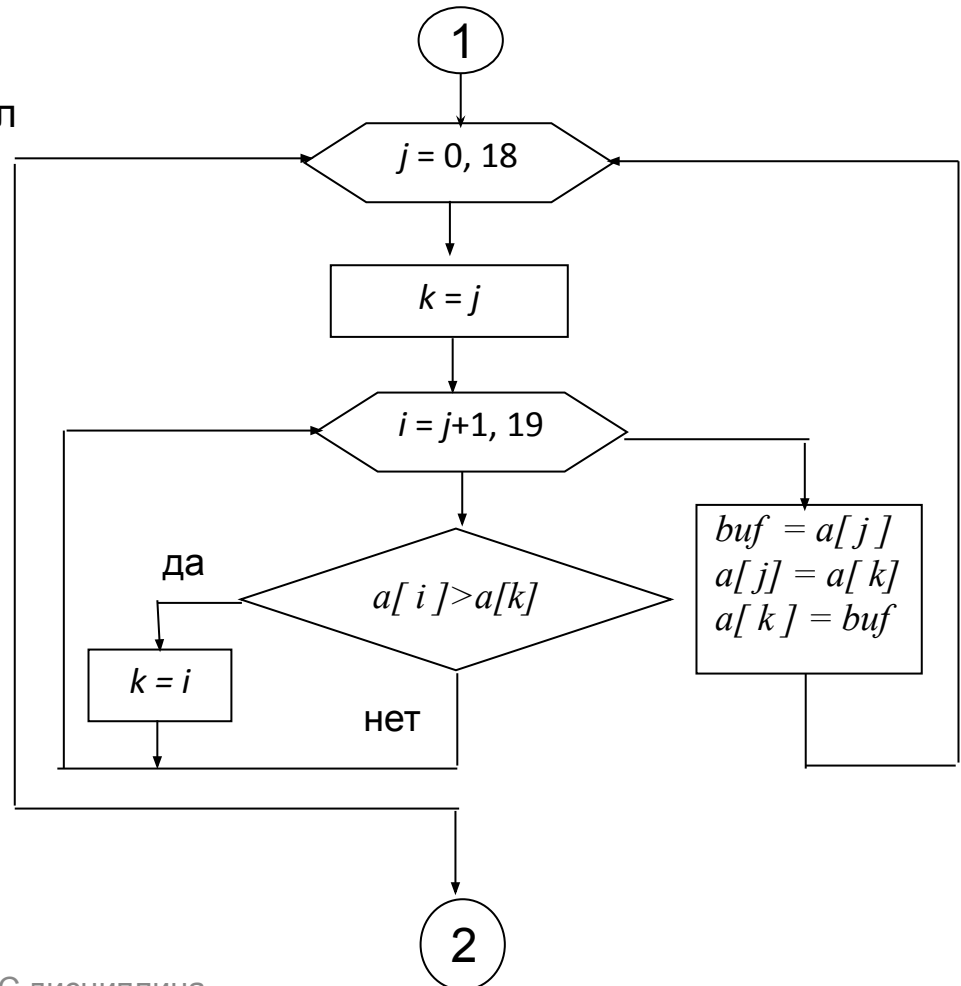 1
л
j = 0, 18
k = j
i = j+1, 19
buf = a[ j ]
a[ j] = a[ k]
a[ k ] = buf
да
a[ i ]>a[k]
k = i
нет
2